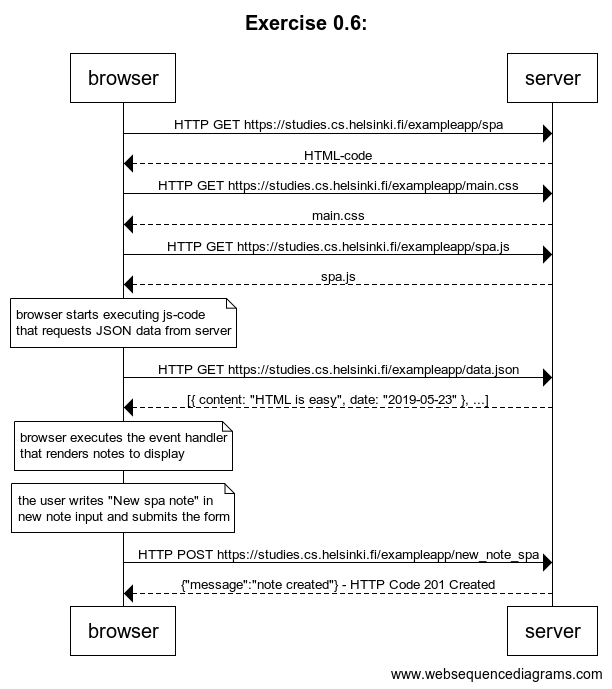 Exercise 0.6:
browser
server
HTTP GET https://studies.cs.helsinki.fi/exampleapp/spa
HTML-code
HTTP GET https://studies.cs.helsinki.fi/exampleapp/main.css
main.css
HTTP GET https://studies.cs.helsinki.fi/exampleapp/spa.js
spa.js
browser starts executing js-code
that requests JSON data from server
HTTP GET https://studies.cs.helsinki.fi/exampleapp/data.json
[{ content: "HTML is easy", date: "2019-05-23" }, ...]
browser executes the event handler
that renders notes to display
the user writes "New spa note" in
new note input and submits the form
HTTP POST https://studies.cs.helsinki.fi/exampleapp/new_note_spa
{"message":"note created"} - HTTP Code 201 Created
browser
server
www.websequencediagrams.com